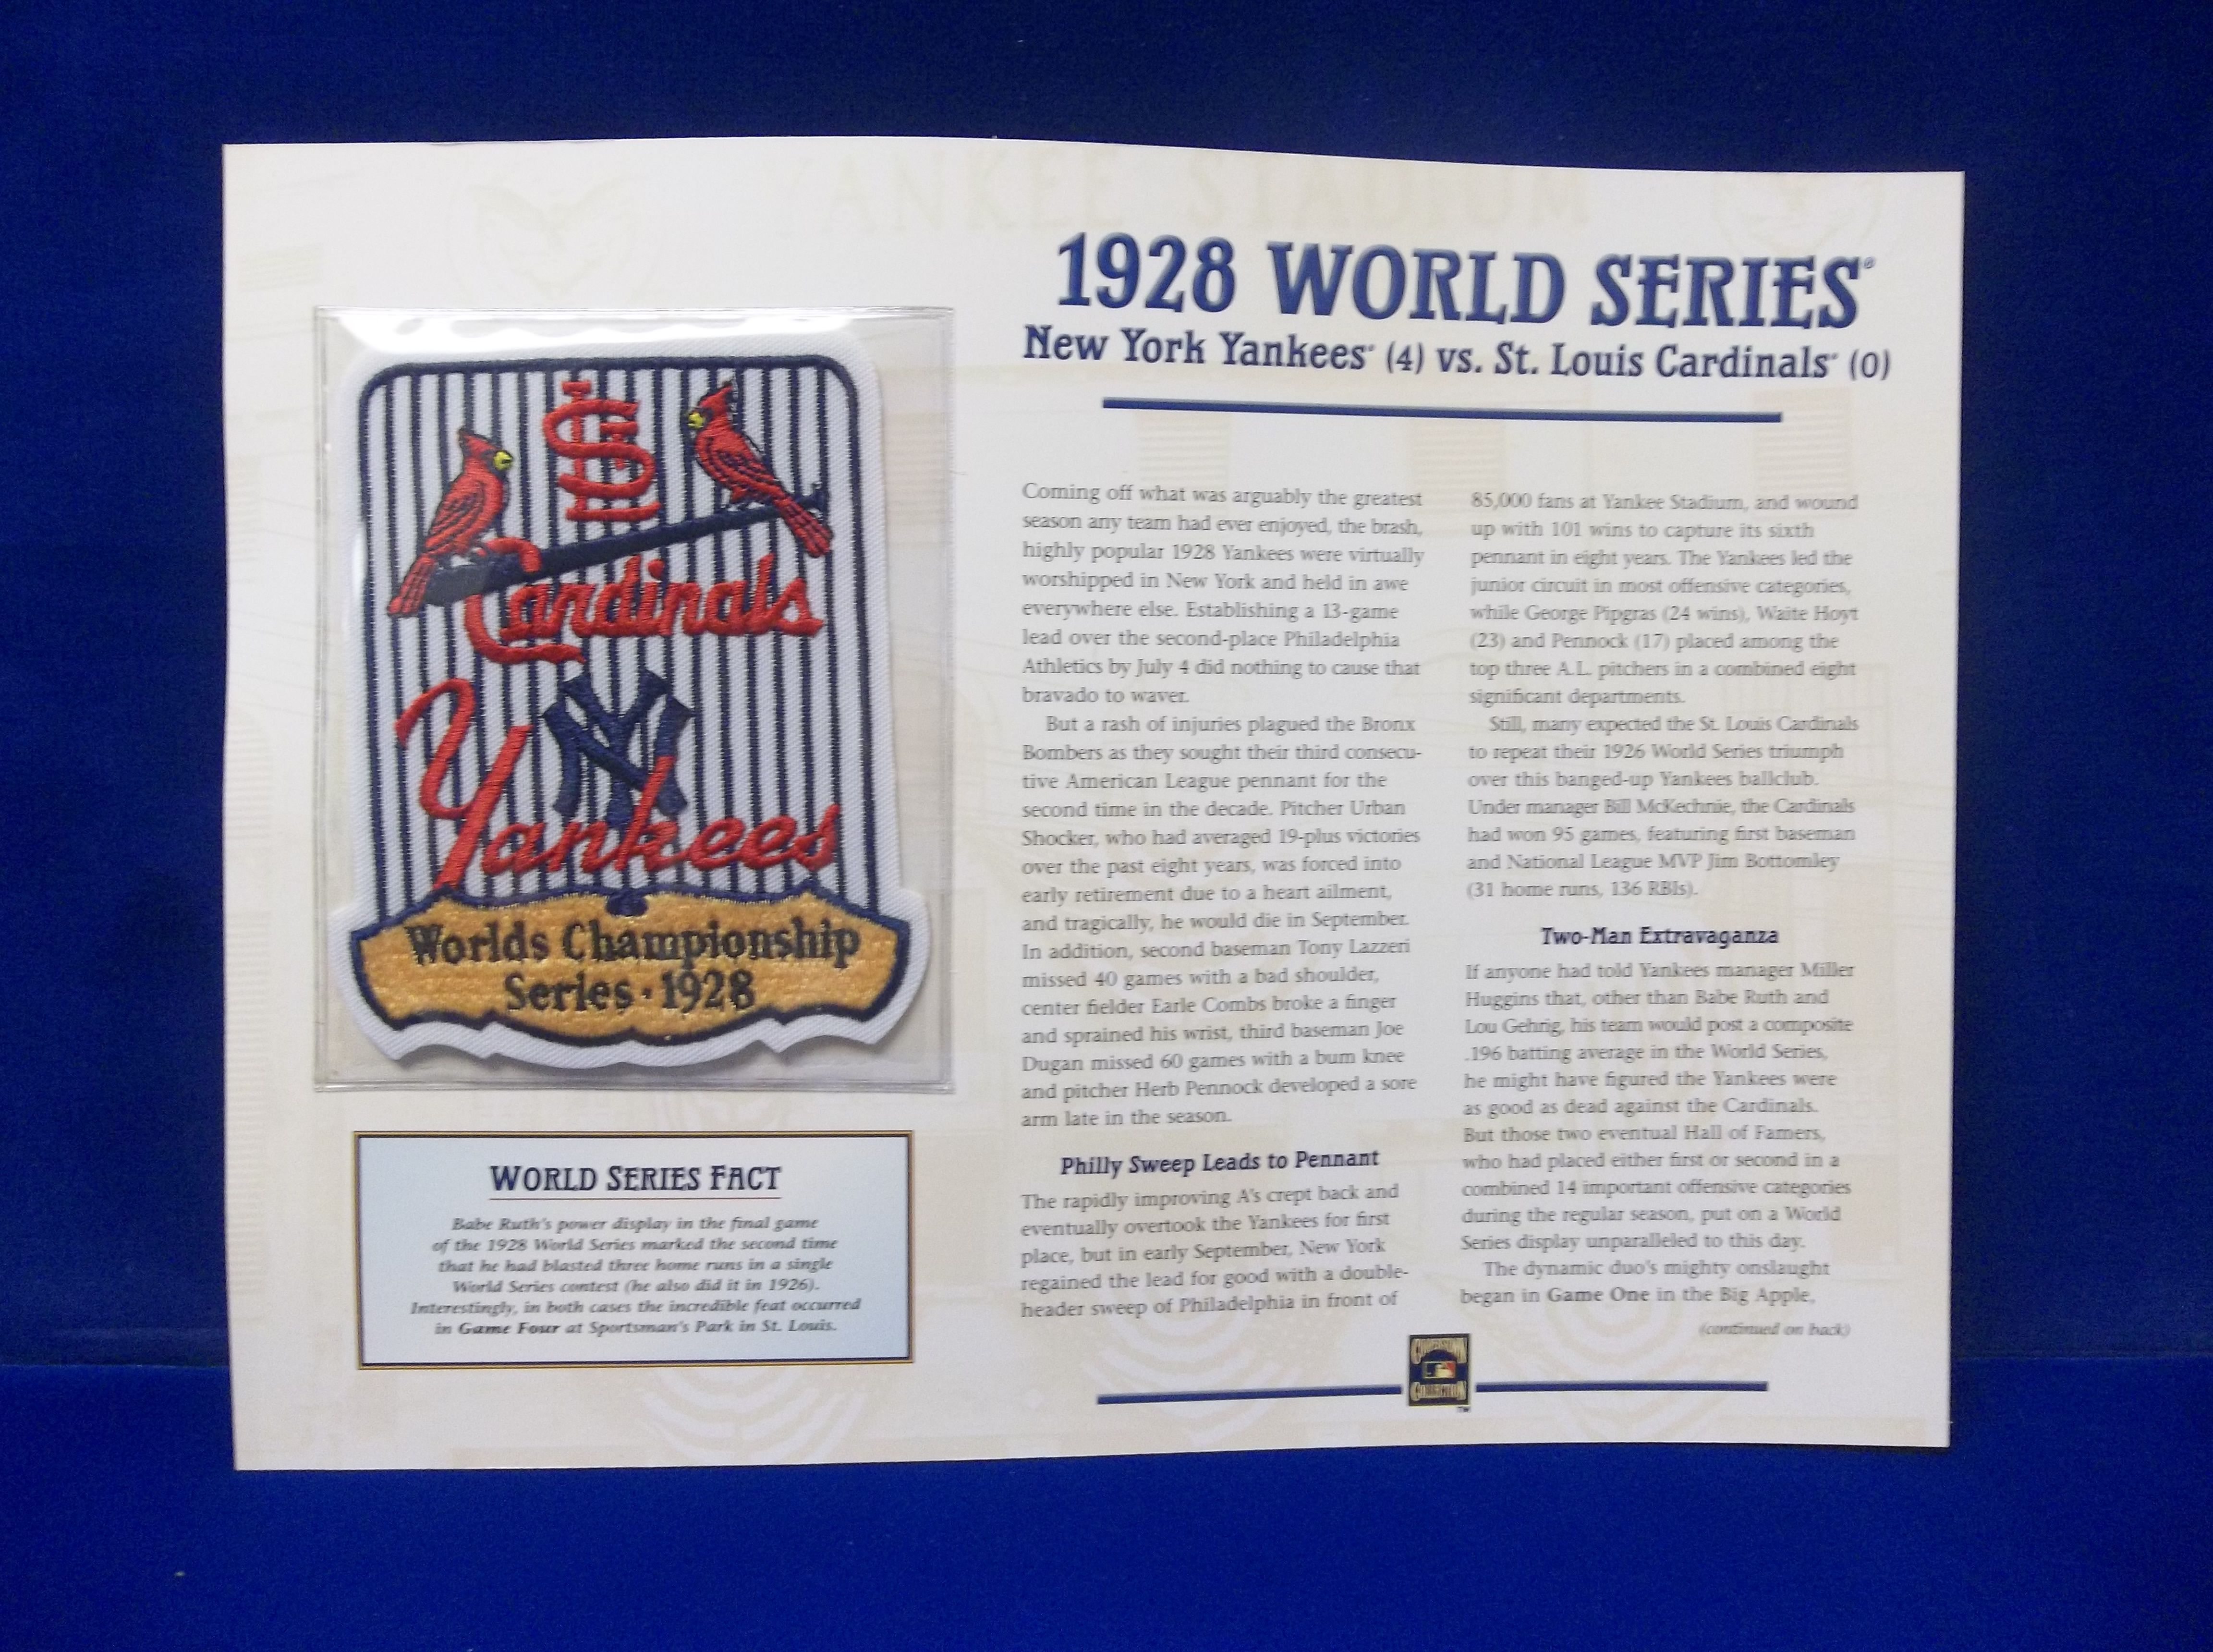 YANKEE STADIUM
1928 WORLD SERIES®
New York Yankees® (4) vs. St. Louis Cardinals® (0)
StL
Cardinals
NY
Yankees
Worlds Championship
Series · 1928
WORLD SERIES FACT
Babe Ruth's power display in the final game
of the 1928 World Series marked the second time
that he had blasted three home runs in a single
World Series contest (he also did it in 1926).
Interestingly, in both cases the incredible feat occurred
in Game Four at Sportsman's Park in St. Louis.
Coming off what was arguably the greatest
season any team had ever enjoyed, the brash,
highly popular 1928 Yankees were virtually
worshipped in New York and held in awe
everywhere else. Establishing a 13-game
lead over the second-place Philadelphia
Athletics by July 4 did nothing to cause that
bravado to waver.
But a rash of injuries plagued the Bronx
Bombers as they sought their third consecu-
tive American League pennant for the
second time in the decade. Pitcher Urban
Shocker, who had averaged 19-plus victories
over the past eight years, was forced into
early retirement due to a heart ailment,
and tragically, he would die in September.
In addition, second baseman Tony Lazzeri
missed 40 games with a bad shoulder,
center fielder Earle Combs broke a finger
and sprained his wrist, third baseman Joe
Dugan missed 60 games with a bum knee
and pitcher Herb Pennock developed a sore
arm late in the season.
Philly Sweep Leads to Pennant
The rapidly improving A's crept back and
eventually overtook the Yankees for first
place, but in early September, New York
regained the lead for good with a double-
header sweep of Philadelphia in front of
85,000 fans at Yankee Stadium, and wound
up with 101 wins to capture its sixth
pennant in eight years. The Yankees led the
junior circuit in most offensive categories,
while George Pipgras (24 wins), Waite Hoyt
(23) and Pennock (17) placed among the
top three A.L. pitchers in a combined eight
significant departments.
Still, many expected the St. Louis Cardinals
to repeat their 1926 World Series triumph
over this banged-up Yankees ballclub.
Under manager Bill McKechnie, the Cardinals
had won 95 games, featuring first baseman
and National League MVP Jim Bottomley
(31 home runs, 136 RBIs).
Two-Man Extravaganza
If anyone had told Yankees manager Miller
Huggins that, other than Babe Ruth and
Lou Gehrig, his team would post a composite
.196 batting average in the World Series,
he might have figured the Yankees were
as good as dead against the Cardinals.
But those two eventual Hall of Famers,
who had placed either first or second in a
combined 14 important offensive categories
during the regular season, put on a World
Series display unparalleled to this day.
The dynamic duo's mighty onslaught
began in Game One in the Big Apple,
(continued on back)
COOPERSTOWN
COLLECTION
TM